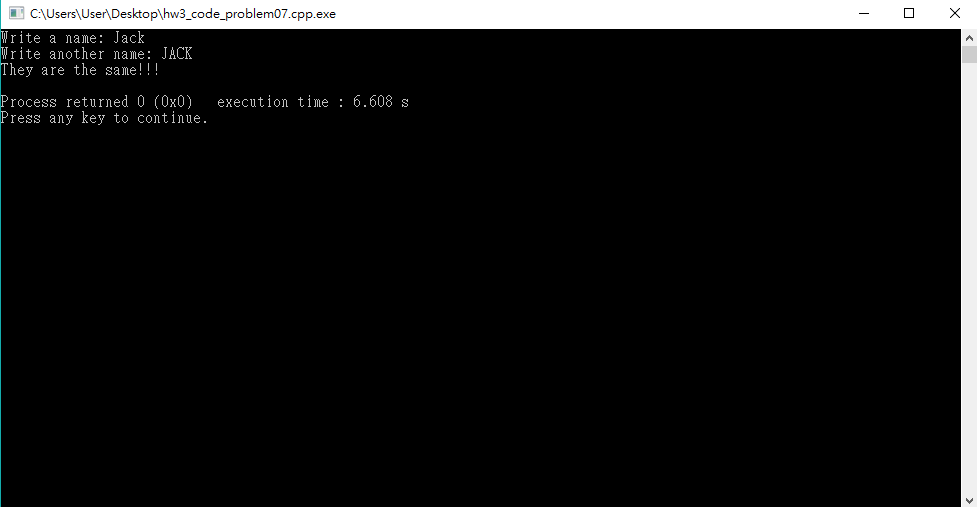 C:\Users\User\Desktop\hw3_code_problem07.cpp.exe
Write a name: Jack
Write another name: JACK
They are the same!!!
Process returned 0 (0x0)   execution time : 6.608 s
Press any key to continue.